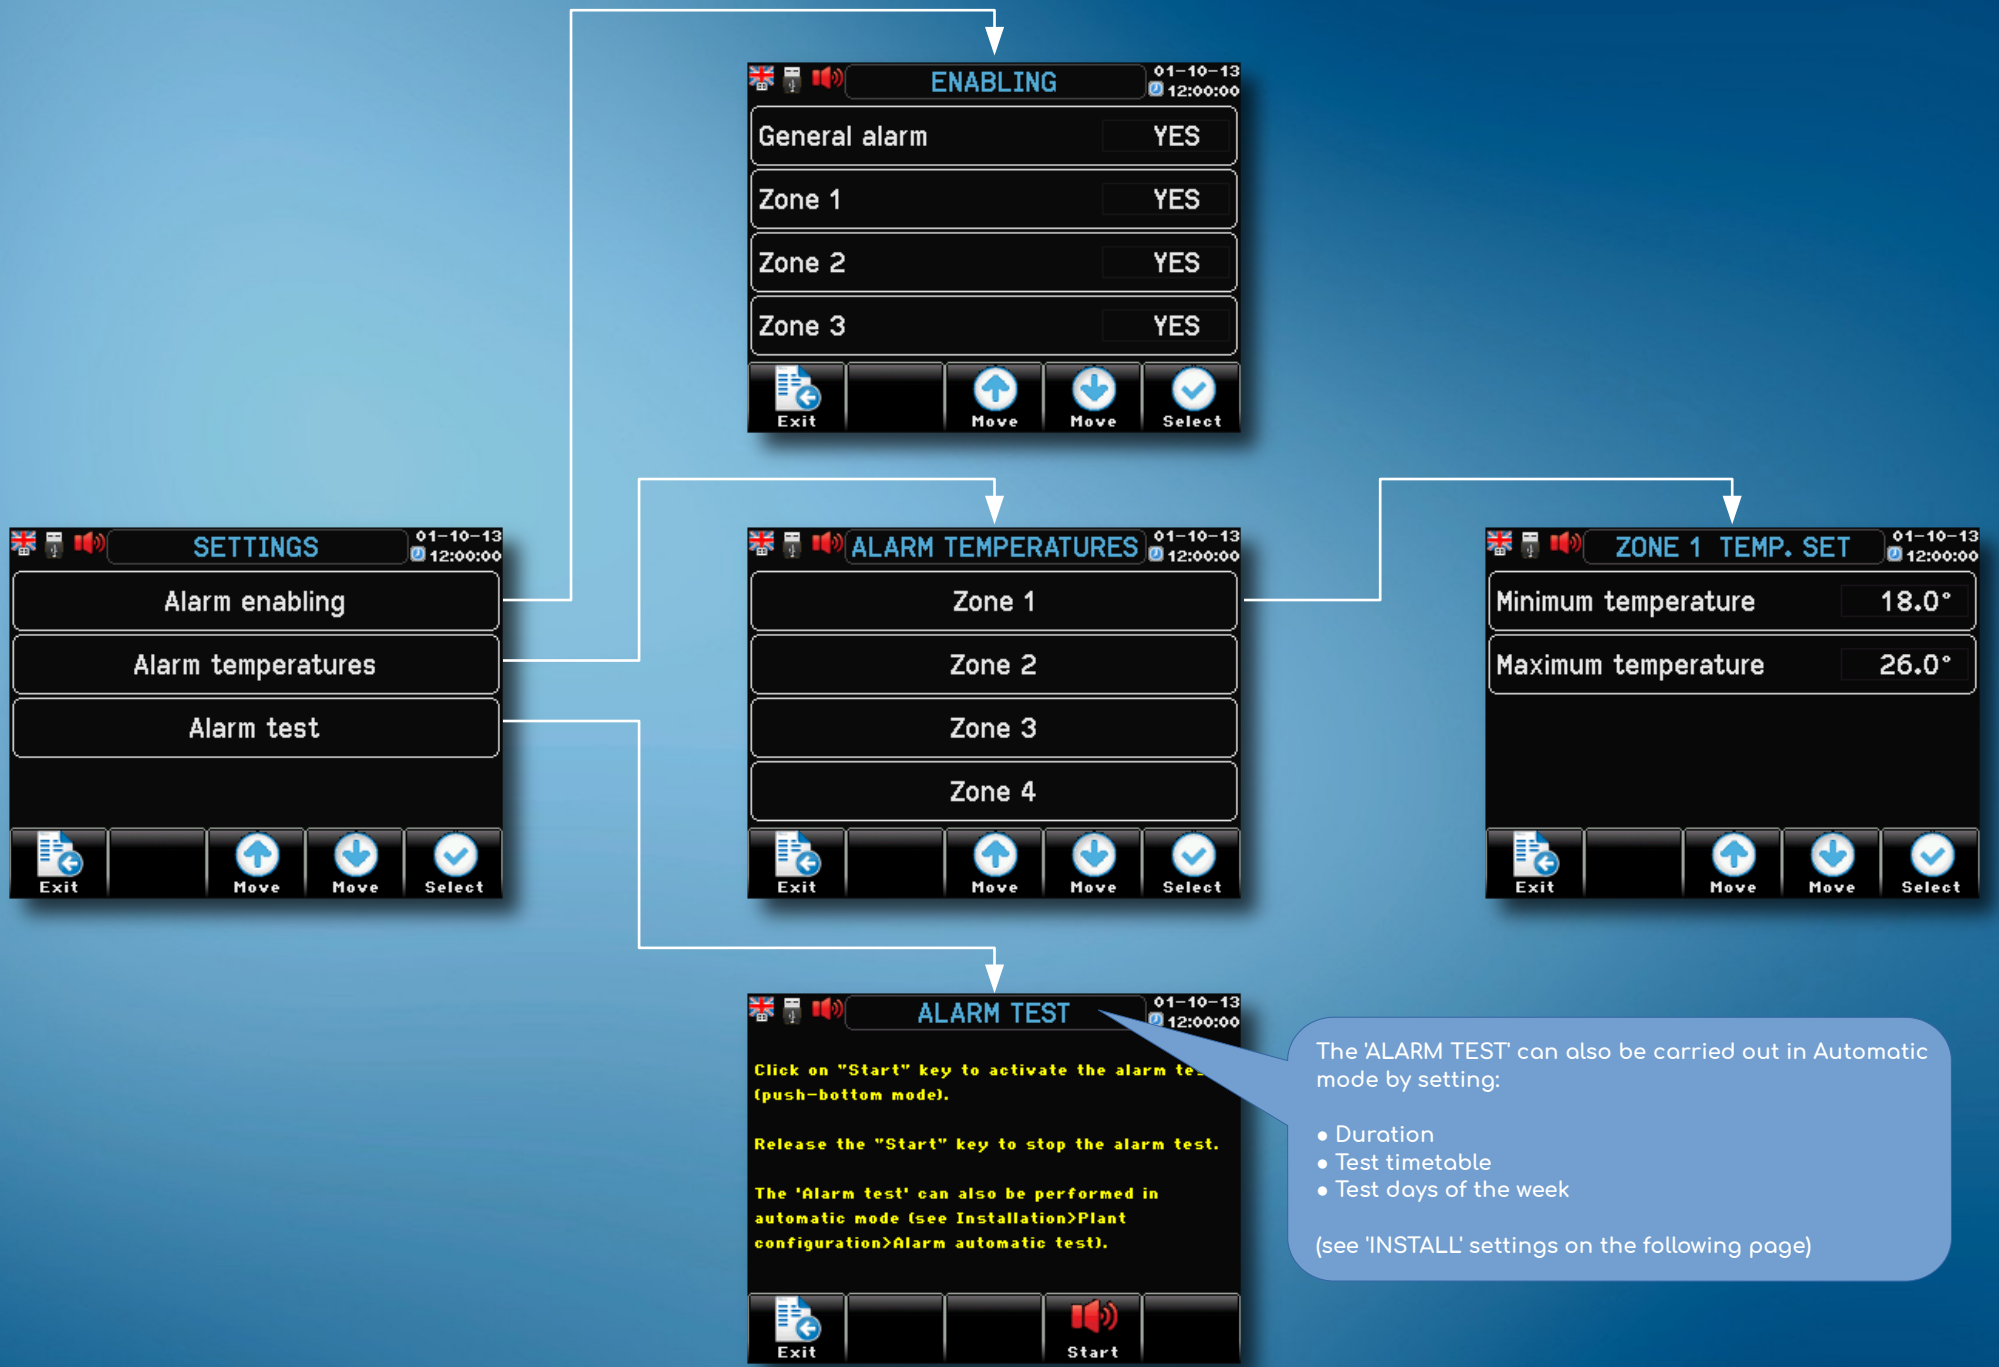 ENABLING
01-10-13
12:00:00
General alarm YES
Zone 1 YES
Zone 2 YES
Zone 3 YES
Exit Move Move Select
SETTINGS
01-10-13
12:00:00
Alarm enabling
Alarm temperatures
Alarm test
Exit Move Move Select
ALARM TEMPERATURES
01-10-13
12:00:00
Zone 1
Zone 2
Zone 3
Zone 4
Exit Move Move Select
ZONE 1 TEMP. SET
01-10-13
12:00:00
Minimum temperature 18.0°
Maximum temperature 26.0°
Exit Move Move Select
ALARM TEST
01-10-13
12:00:00
Click on "Start" key to activate the alarm
(push-bottom mode).
Release the "Start" key to stop the alarm test.
The 'Alarm test' can also be performed in
automatic mode (see Installation>Plant
configuration>Alarm automatic test).
Exit Start
The 'ALARM TEST' can also be carried out in Automatic
mode by setting:
● Duration
● Test timetable
● Test days of the week
(see 'INSTALL' settings on the following page)